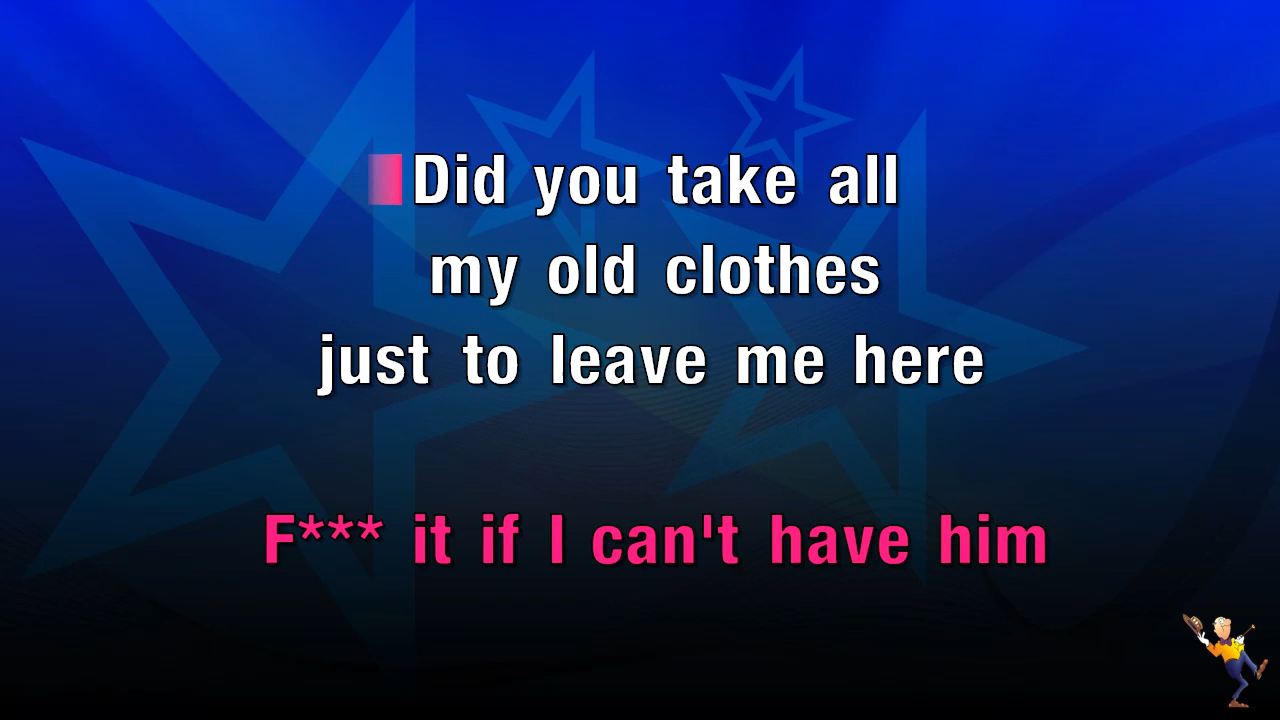 Did you take all
my old clothes
just to leave me here
F*** it if I can't have him